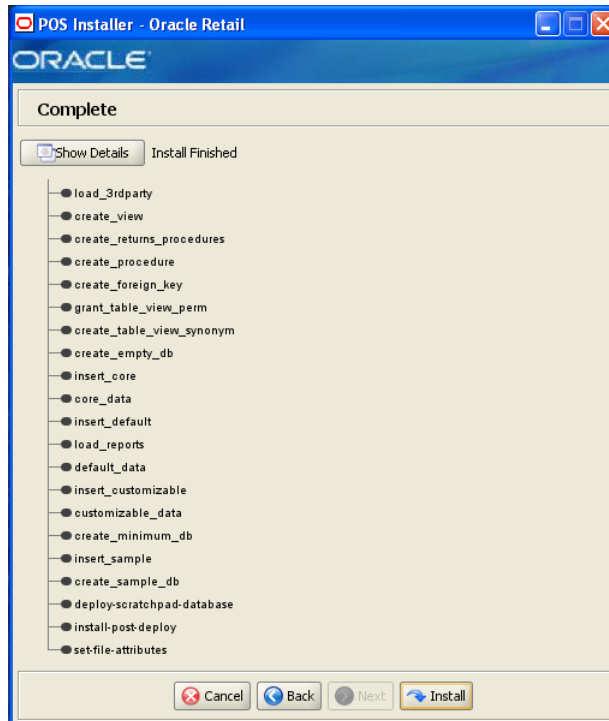 POS Installer - Oracle Retail
ORACLE
Complete
Show Details Install Finished
load_3rdparty
create_view
create_returns_procedures
create_procedure
create_foreign_key
grant_table_view_perm
create_table_view_synonym
create_empty_db
insert_core
core_data
insert_default
load_reports
default_data
insert_customizable
customizable_data
create_minimum_db
insert_sample
create_sample_db
deploy-scratchpad-database
install-post-deploy
set-file-attributes
Cancel Back Next Install